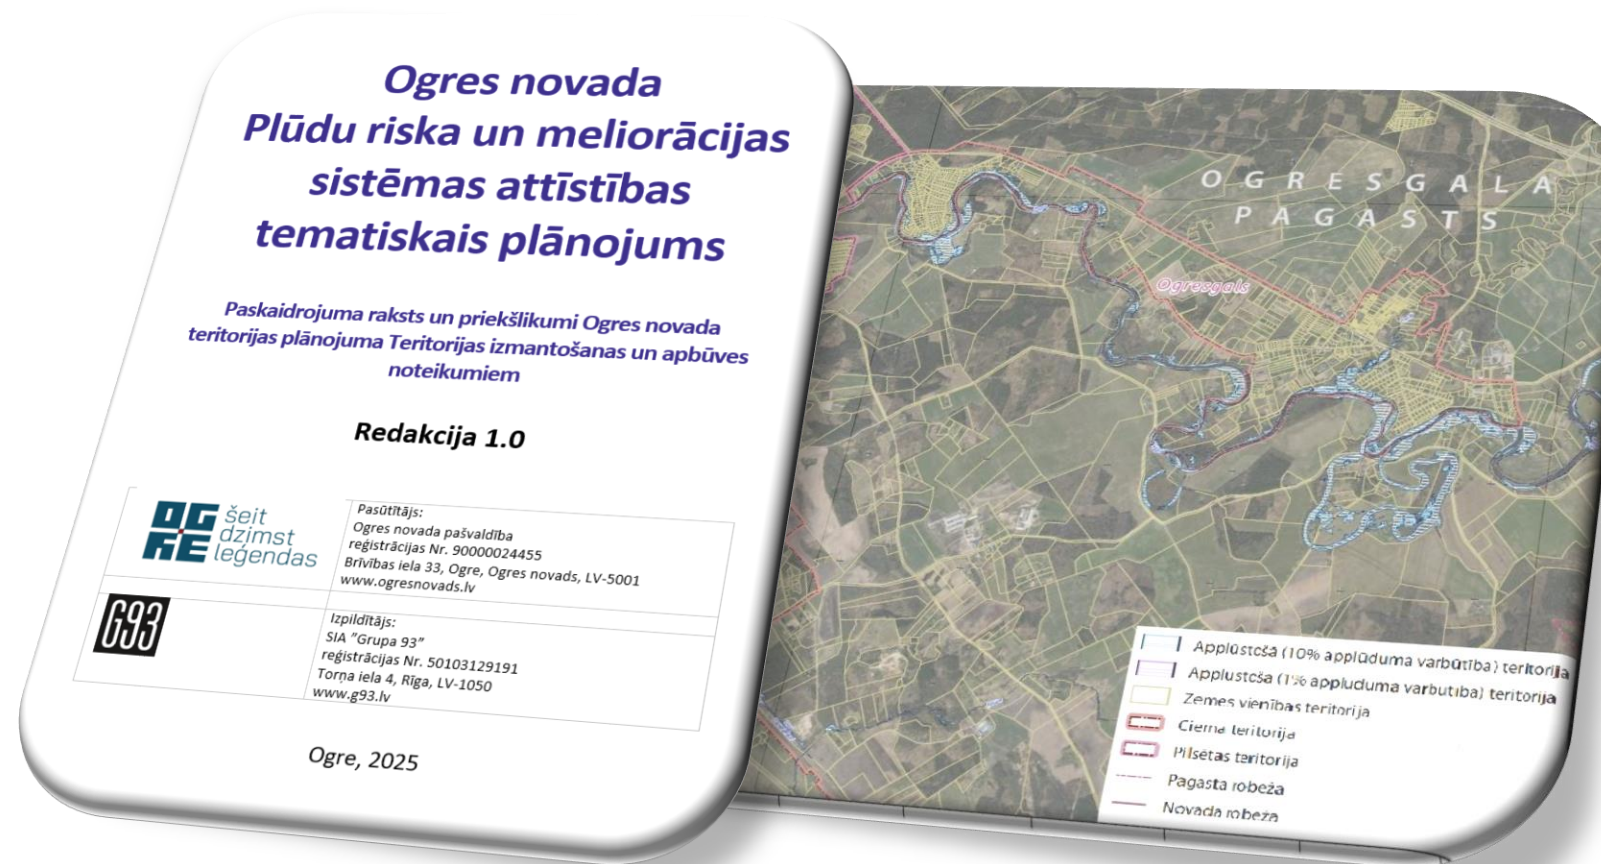 Ogres novada
Plūdu riska un meliorācijas
sistēmas attīstības
tematiskais plānojums
Paskaidrojuma raksts un priekšlikumi Ogres novada
teritorijas plānojuma Teritorijas izmantošanas un apbūves
noteikumiem
Redakcija 1.0
OGRE
šeit
dzimst
leģendas
Pasūtītājs:
Ogres novada pašvaldība
reģistrācijas Nr. 90000024455
Brīvības iela 33, Ogre, Ogres novads, LV-5001
www.ogresnovads.lv
G93
Izpildītājs:
SIA "Grupa 93"
reģistrācijas Nr. 50103129191
Torņa iela 4, Rīga, LV-1050
www.g93.lv
Ogre, 2025
OGRESGALA
PAGASTS
Ogresgals
Applūstošā (10% applūduma varbūtība) teritorija
Applūstošā (1% applūduma varbūtība) teritorija
Zemes vienības teritorija
Ciema teritorija
Pilsētas teritorija
Pagasta robeža
Novada robeža